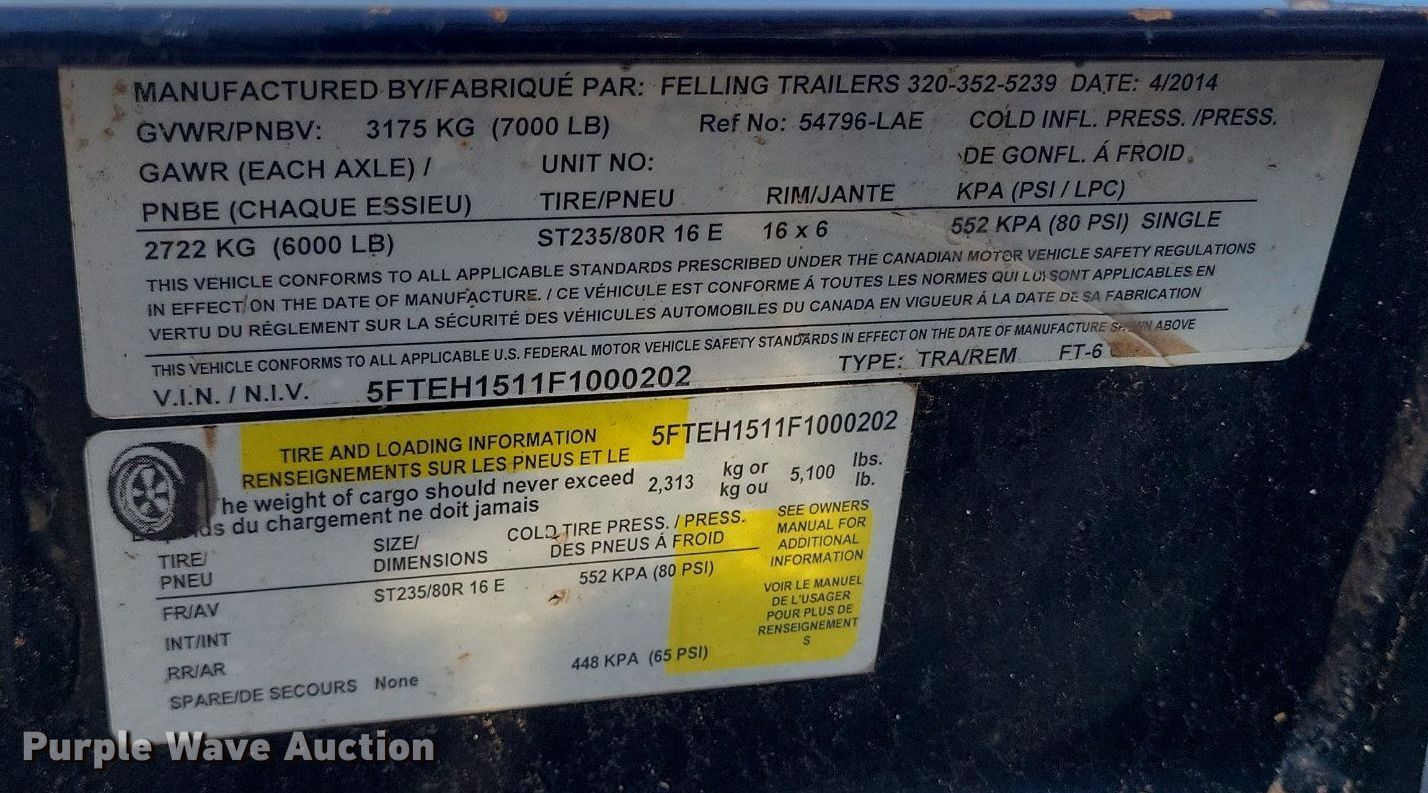 MANUFACTURED BY/FABRIQUÉ PAR: FELLING TRAILERS 320-352-5239 DATE: 4/2014
GVWR/PNBV: 3175 KG (7000 LB) Ref No: 54796-LAE COLD INFL. PRESS. /PRESS.
GAWR (EACH AXLE) / UNIT NO: DE GONFL. Á FROID
PNBE (CHAQUE ESSIEU) TIRE/PNEU RIM/JANTE KPA (PSI / LPC)
2722 KG (6000 LB) ST235/80R 16 E 16 x 6 552 KPA (80 PSI) SINGLE
THIS VEHICLE CONFORMS TO ALL APPLICABLE STANDARDS PRESCRIBED UNDER THE CANADIAN MOTOR VEHICLE SAFETY REGULATIONS
IN EFFECT ON THE DATE OF MANUFACTURE. / CE VÉHICULE EST CONFORME Á TOUTES LES NORMES QUI LUI SONT APPLICABLES EN
VERTU DU RÉGLEMENT SUR LA SÉCURITÉ DES VÉHICULES AUTOMOBILES DU CANADA EN VIGUEUR Á LA DATE DE SA FABRICATION
THIS VEHICLE CONFORMS TO ALL APPLICABLE U.S. FEDERAL MOTOR VEHICLE SAFETY STANDARDS IN EFFECT ON THE DATE OF MANUFACTURE SHOWN ABOVE
V.I.N. / N.I.V. 5FTEH1511F1000202 TYPE: TRA/REM FT-6
TIRE AND LOADING INFORMATION 5FTEH1511F1000202
RENSEIGNEMENTS SUR LES PNEUS ET LE
he weight of cargo should never exceed 2,313 kg or 5,100 lbs.
ds du chargement ne doit jamais kg ou lb.
TIRE/ SIZE/ COLD TIRE PRESS. / PRESS.
PNEU DIMENSIONS DES PNEUS Á FROID
FR/AV ST235/80R 16 E 552 KPA (80 PSI)
INT/INT
RR/AR
SPARE/DE SECOURS None 448 KPA (65 PSI)
SEE OWNERS
MANUAL FOR
ADDITIONAL
INFORMATION
VOIR LE MANUEL
DE L'USAGER
POUR PLUS DE
RENSEIGNEMENT
S
Purple Wave Auction